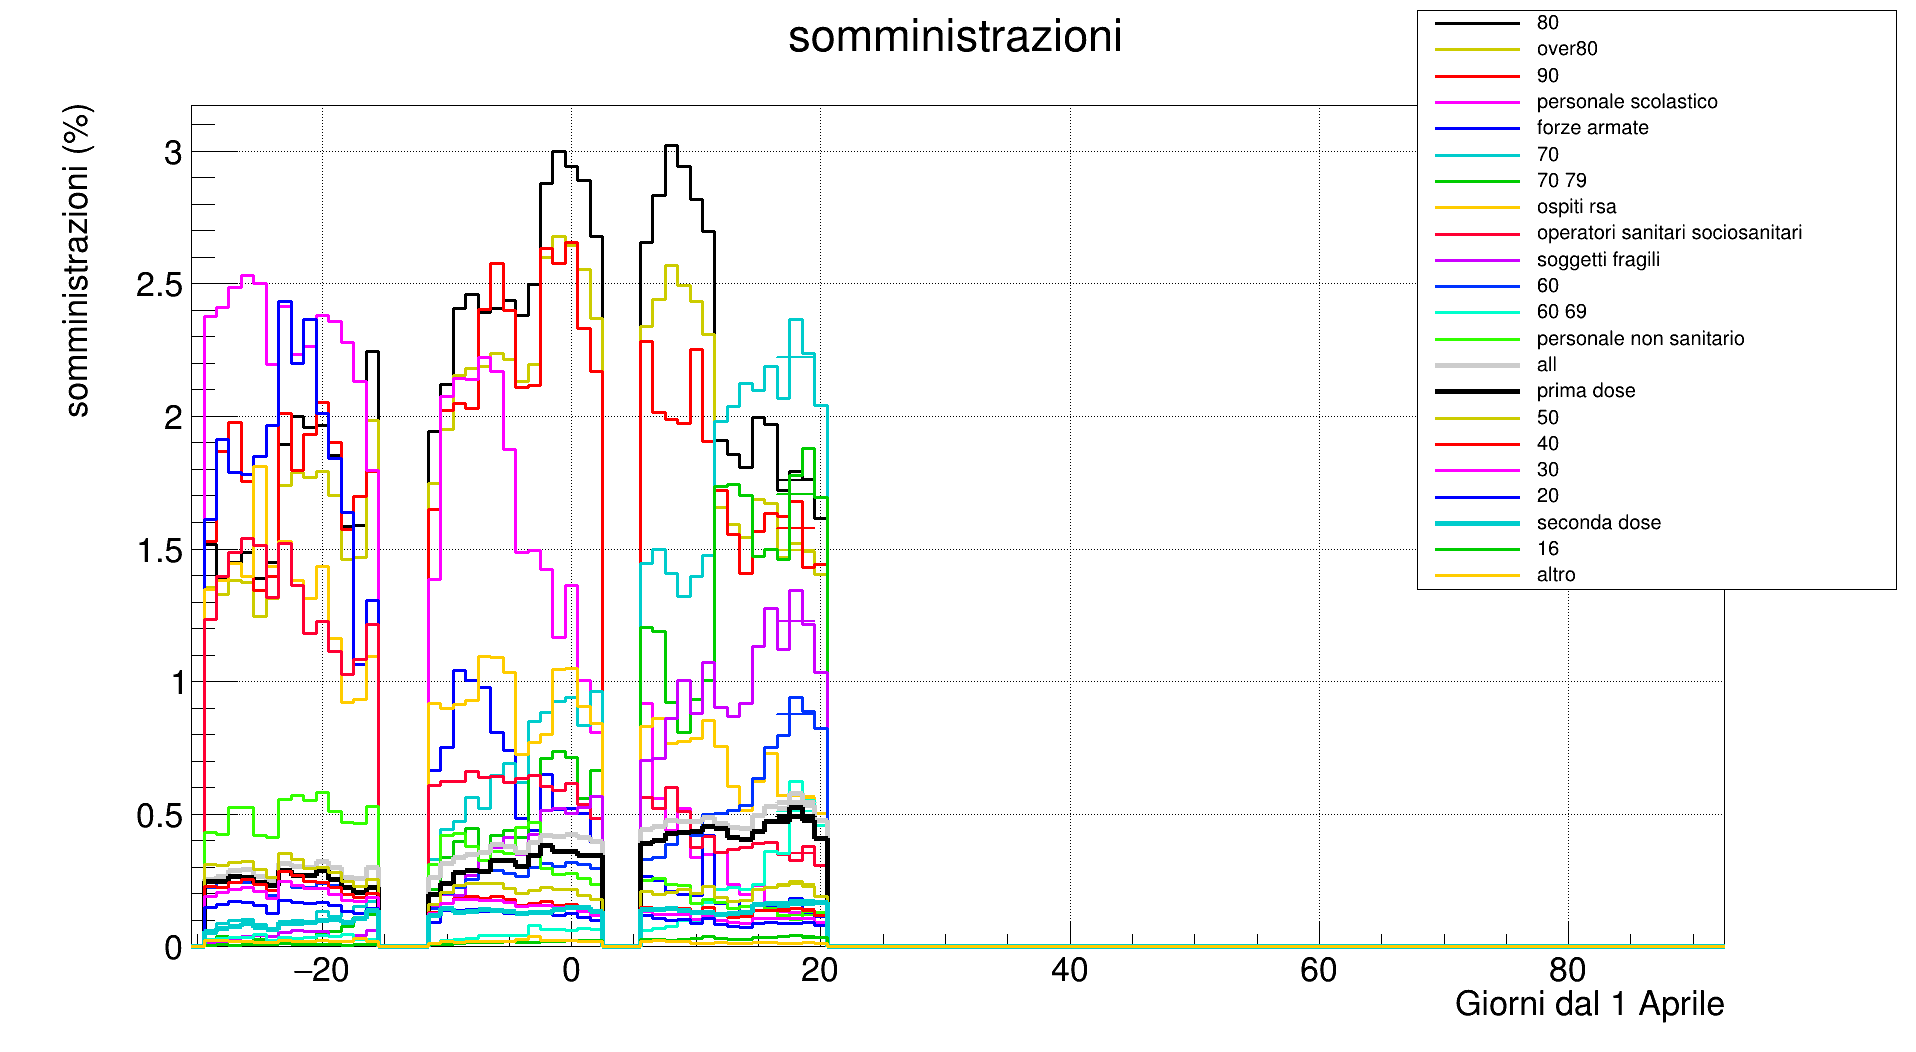 somministrazioni
somministrazioni (%)
3
2.5
2
1.5
1
0.5
0
−20
0
20
40
60
80
Giorni dal 1 Aprile
80
over80
90
personale scolastico
forze armate
70
70 79
ospiti rsa
operatori sanitari sociosanitari
soggetti fragili
60
60 69
personale non sanitario
all
prima dose
50
40
30
20
seconda dose
16
altro